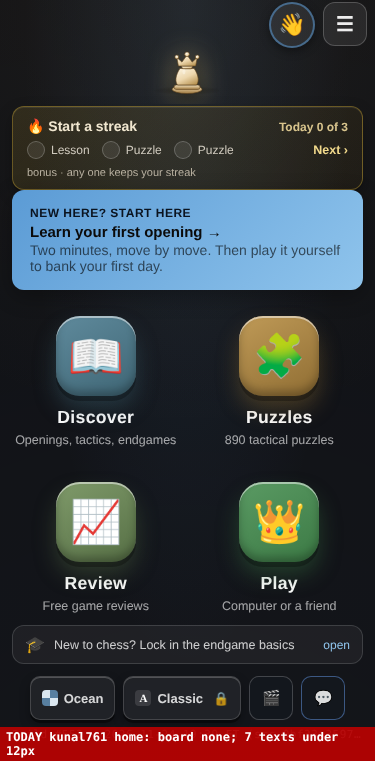 Start a streak
Today 0 of 3
Lesson
Puzzle
Puzzle
Next ›
bonus · any one keeps your streak
NEW HERE? START HERE
Learn your first opening →
Two minutes, move by move. Then play it yourself
to bank your first day.
Discover
Puzzles
Openings, tactics, endgames
890 tactical puzzles
Review
Play
Free game reviews
Computer or a friend
New to chess? Lock in the endgame basics
open
Ocean
A
Classic
TODAY kunal761 home: board none; 7 texts under
12px